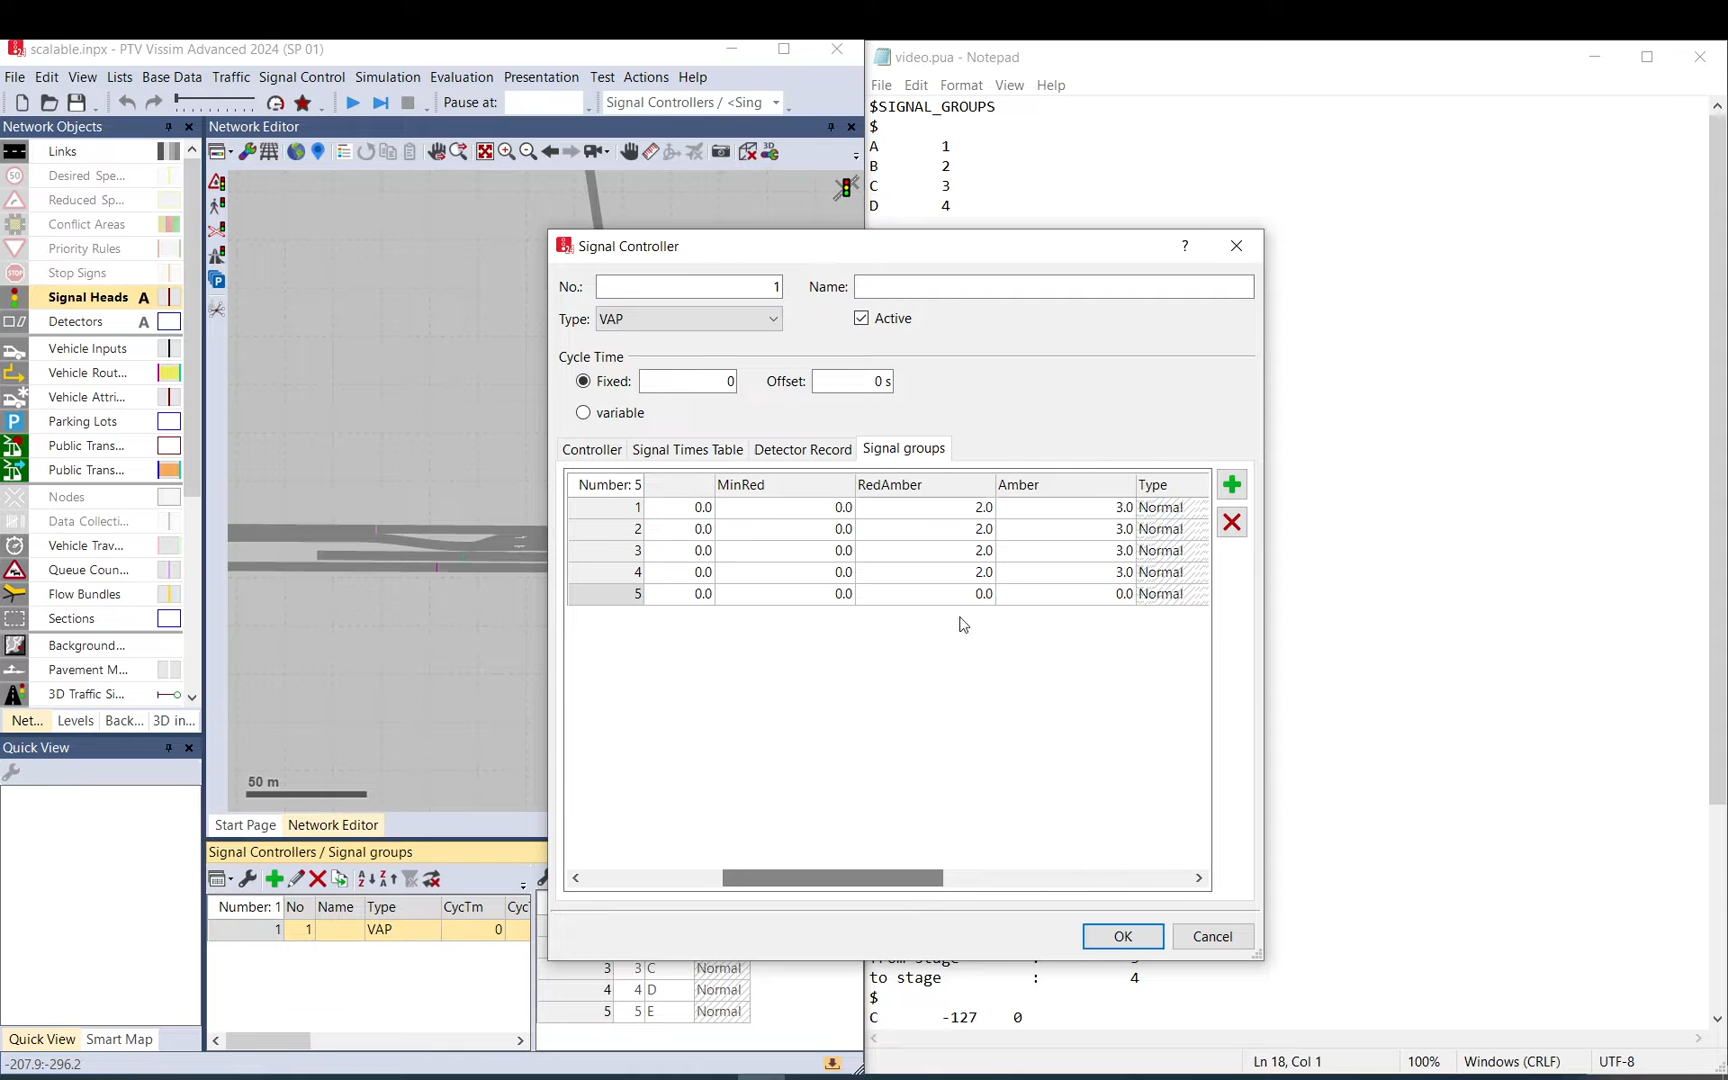 scalable.inpx - PTV Vissim Advanced 2024 (SP 01)
File Edit View Lists Base Data Traffic Signal Control Simulation Evaluation Presentation Test Actions Help
Pause at:
Signal Controllers / <Sing
Network Objects
Links
Desired Spe...
Reduced Sp...
Conflict Areas
Priority Rules
Stop Signs
Signal Heads A
Detectors A
Vehicle Inputs
Vehicle Rout...
Vehicle Attri...
Parking Lots
Public Trans...
Public Trans...
Nodes
Data Collecti...
Vehicle Trav...
Queue Coun...
Flow Bundles
Sections
Background...
Pavement M...
3D Traffic Si...
Net... Levels Back... 3D in...
Quick View
Quick View Smart Map
-207.9:-296.2
Network Editor
50 m
Start Page Network Editor
Signal Controllers / Signal groups
Number: 1 No Name Type CycTm Cyc
1 1 VAP 0
3 3 C Normal
4 4 D Normal
5 5 E Normal
Signal Controller
No.: 1 Name:
Type: VAP Active
Cycle Time
Fixed: 0 Offset: 0 s
variable
Controller Signal Times Table Detector Record Signal groups
Number: 5 MinRed RedAmber Amber Type
1 0.0 0.0 2.0 3.0 Normal
2 0.0 0.0 2.0 3.0 Normal
3 0.0 0.0 2.0 3.0 Normal
4 0.0 0.0 2.0 3.0 Normal
5 0.0 0.0 0.0 0.0 Normal
OK Cancel
video.pua - Notepad
File Edit Format View Help
$SIGNAL_GROUPS
$
A 1
B 2
C 3
D 4
to stage : 4
$
C -127 0
Ln 18, Col 1 100% Windows (CRLF) UTF-8